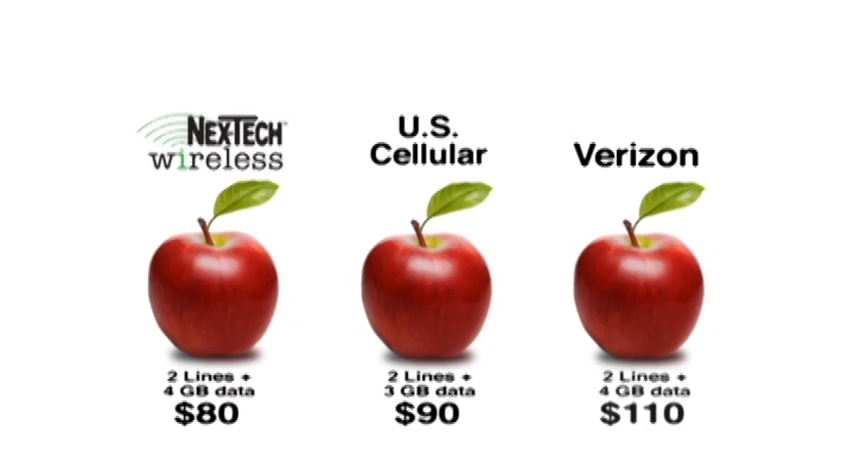 NEX-TECH
wireless
2 Lines +
4 GB data
$80
U.S.
Cellular
2 Lines +
3 GB data
$90
Verizon
2 Lines +
4 GB data
$110